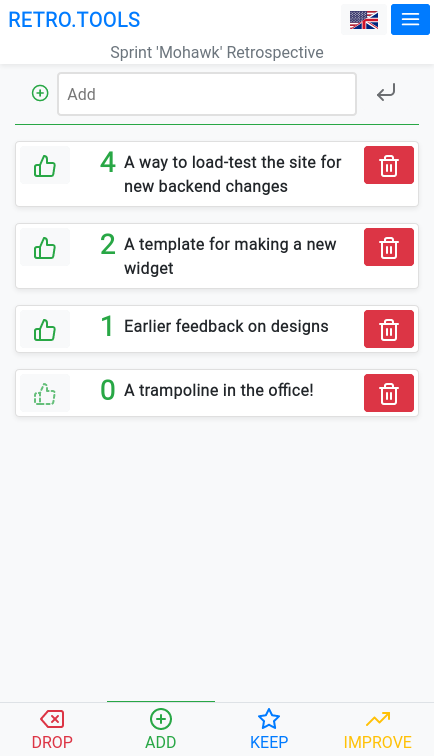 RETRO.TOOLS
Sprint 'Mohawk' Retrospective
Add
4 A way to load-test the site for
new backend changes
2 A template for making a new
widget
1 Earlier feedback on designs
0 A trampoline in the office!
DROP ADD KEEP IMPROVE